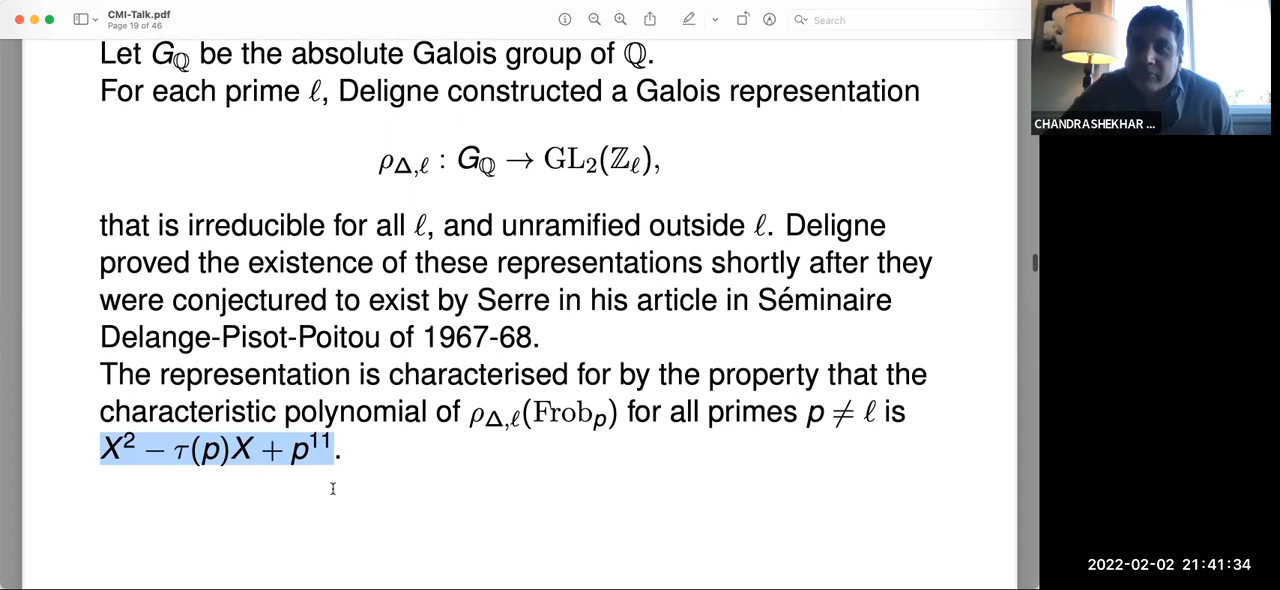 CMI-Talk.pdf
Page 19 of 46
Search
Let G_ℚ be the absolute Galois group of ℚ.
For each prime ℓ, Deligne constructed a Galois representation
ρ_{Δ,ℓ} : G_ℚ → GL₂(ℤ_ℓ),
that is irreducible for all ℓ, and unramified outside ℓ. Deligne
proved the existence of these representations shortly after they
were conjectured to exist by Serre in his article in Séminaire
Delange-Pisot-Poitou of 1967-68.
The representation is characterised for by the property that the
characteristic polynomial of ρ_{Δ,ℓ}(Frob_p) for all primes p ≠ ℓ is
X² − τ(p)X + p¹¹.
CHANDRASHEKHAR ...
2022-02-02 21:41:34